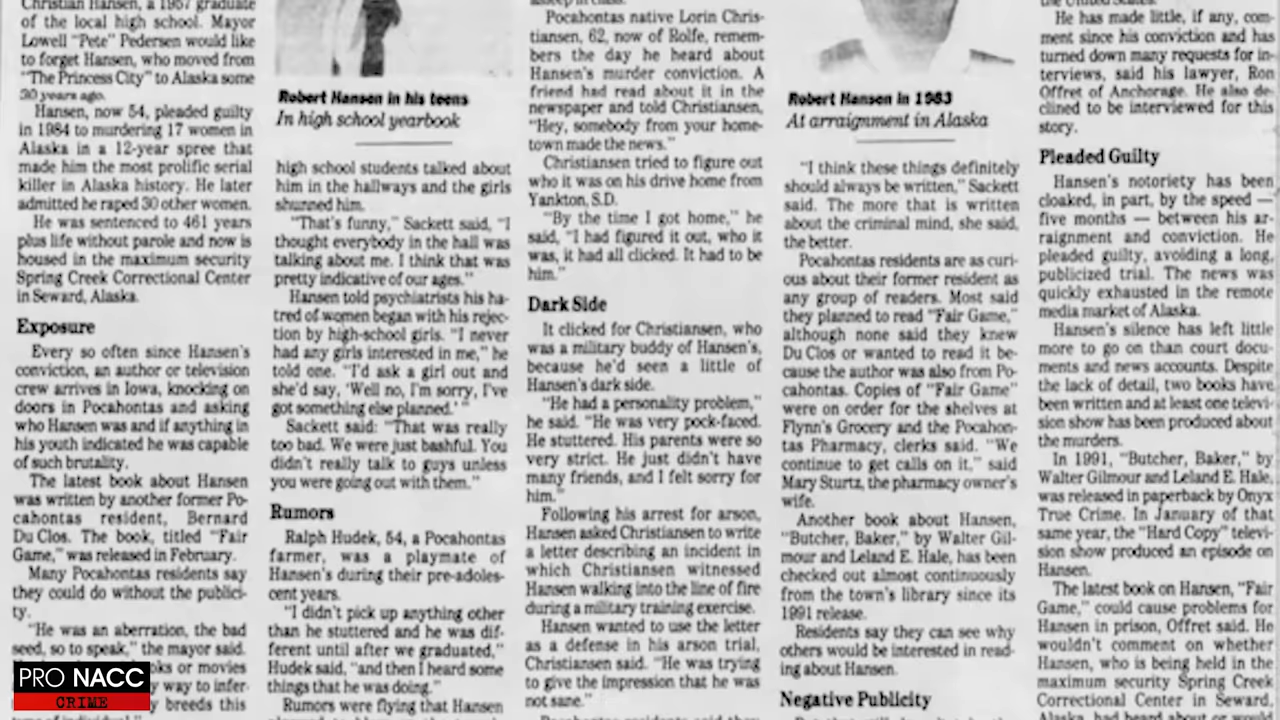 Christian Hansen, a 1957 graduate
of the local high school. Mayor
Lowell "Pete" Pedersen would like
to forget Hansen, who moved from
"The Princess City" to Alaska some
30 years ago.
Hansen, now 54, pleaded guilty
in 1984 to murdering 17 women in
Alaska in a 12-year spree that
made him the most prolific serial
killer in Alaska history. He later
admitted he raped 30 other women.
He was sentenced to 461 years
plus life without parole and now is
housed in the maximum security
Spring Creek Correctional Center
in Seward, Alaska.
Exposure
Every so often since Hansen's
conviction, an author or television
crew arrives in Iowa, knocking on
doors in Pocahontas and asking
who Hansen was and if anything in
his youth indicated he was capable
of such brutality.
The latest book about Hansen
was written by another former Po-
cahontas resident, Bernard
Du Clos. The book, titled "Fair
Game," was released in February.
Many Pocahontas residents say
they could do without the publici-
ty.
"He was an aberration, the bad
seed, so to speak," the mayor said.
oks or movies
y way to infer-
y breeds this
Robert Hansen in his teens
In high school yearbook
high school students talked about
him in the hallways and the girls
shunned him.
"That's funny," Sackett said, "I
thought everybody in the hall was
talking about me. I think that was
pretty indicative of our ages."
Hansen told psychiatrists his ha-
tred of women began with his rejec-
tion by high-school girls. "I never
had any girls interested in me," he
told one. "I'd ask a girl out and
she'd say, 'Well no, I'm sorry, I've
got something else planned.'"
Sackett said: "That was really
too bad. We were just bashful. You
didn't really talk to guys unless
you were going out with them."
Rumors
Ralph Hudek, 54, a Pocahontas
farmer, was a playmate of
Hansen's during their pre-adoles-
cent years.
"I didn't pick up anything other
than he stuttered and he was dif-
ferent until after we graduated,"
Hudek said, "and then I heard some
things that he was doing."
Rumors were flying that Hansen
Pocahontas native Lorin Chris-
tiansen, 62, now of Rolfe, remem-
bers the day he heard about
Hansen's murder conviction. A
friend had read about it in the
newspaper and told Christiansen,
"Hey, somebody from your home-
town made the news."
Christiansen tried to figure out
who it was on his drive home from
Yankton, S.D.
"By the time I got home," he
said, "I had figured it out, who it
was, it had all clicked. It had to be
him."
Dark Side
It clicked for Christiansen, who
was a military buddy of Hansen's,
because he'd seen a little of
Hansen's dark side.
"He had a personality problem,"
he said. "He was very pock-faced.
He stuttered. His parents were so
very strict. He just didn't have
many friends, and I felt sorry for
him."
Following his arrest for arson,
Hansen asked Christiansen to write
a letter describing an incident in
which Christiansen witnessed
Hansen walking into the line of fire
during a military training exercise.
Hansen wanted to use the letter
as a defense in his arson trial,
Christiansen said. "He was trying
to give the impression that he was
not sane."
Robert Hansen in 1983
At arraignment in Alaska
"I think these things definitely
should always be written," Sackett
said. The more that is written
about the criminal mind, she said,
the better.
Pocahontas residents are as curi-
ous about their former resident as
any group of readers. Most said
they planned to read "Fair Game,"
although none said they knew
Du Clos or wanted to read it be-
cause the author was also from Po-
cahontas. Copies of "Fair Game"
were on order for the shelves at
Flynn's Grocery and the Pocahon-
tas Pharmacy, clerks said. "We
continue to get calls on it," said
Mary Sturtz, the pharmacy owner's
wife.
Another book about Hansen,
"Butcher, Baker," by Walter Gil-
mour and Leland E. Hale, has been
checked out almost continuously
from the town's library since its
1991 release.
Residents say they can see why
others would be interested in read-
ing about Hansen.
Negative Publicity
the United States.
He has made little, if any, com-
ment since his conviction and has
turned down many requests for in-
terviews, said his lawyer, Ron
Offret of Anchorage. He also de-
clined to be interviewed for this
story.
Pleaded Guilty
Hansen's notoriety has been
cloaked, in part, by the speed —
five months — between his ar-
raignment and conviction. He
pleaded guilty, avoiding a long,
publicized trial. The news was
quickly exhausted in the remote
media market of Alaska.
Hansen's silence has left little
more to go on than court docu-
ments and news accounts. Despite
the lack of detail, two books have
been written and at least one televi-
sion show has been produced about
the murders.
In 1991, "Butcher, Baker," by
Walter Gilmour and Leland E. Hale,
was released in paperback by Onyx
True Crime. In January of that
same year, the "Hard Copy" televi-
sion show produced an episode on
Hansen.
The latest book on Hansen, "Fair
Game," could cause problems for
Hansen in prison, Offret said. He
wouldn't comment on whether
Hansen, who is being held in the
maximum security Spring Creek
Correctional Center in Seward,
PRO NACC
CRIME